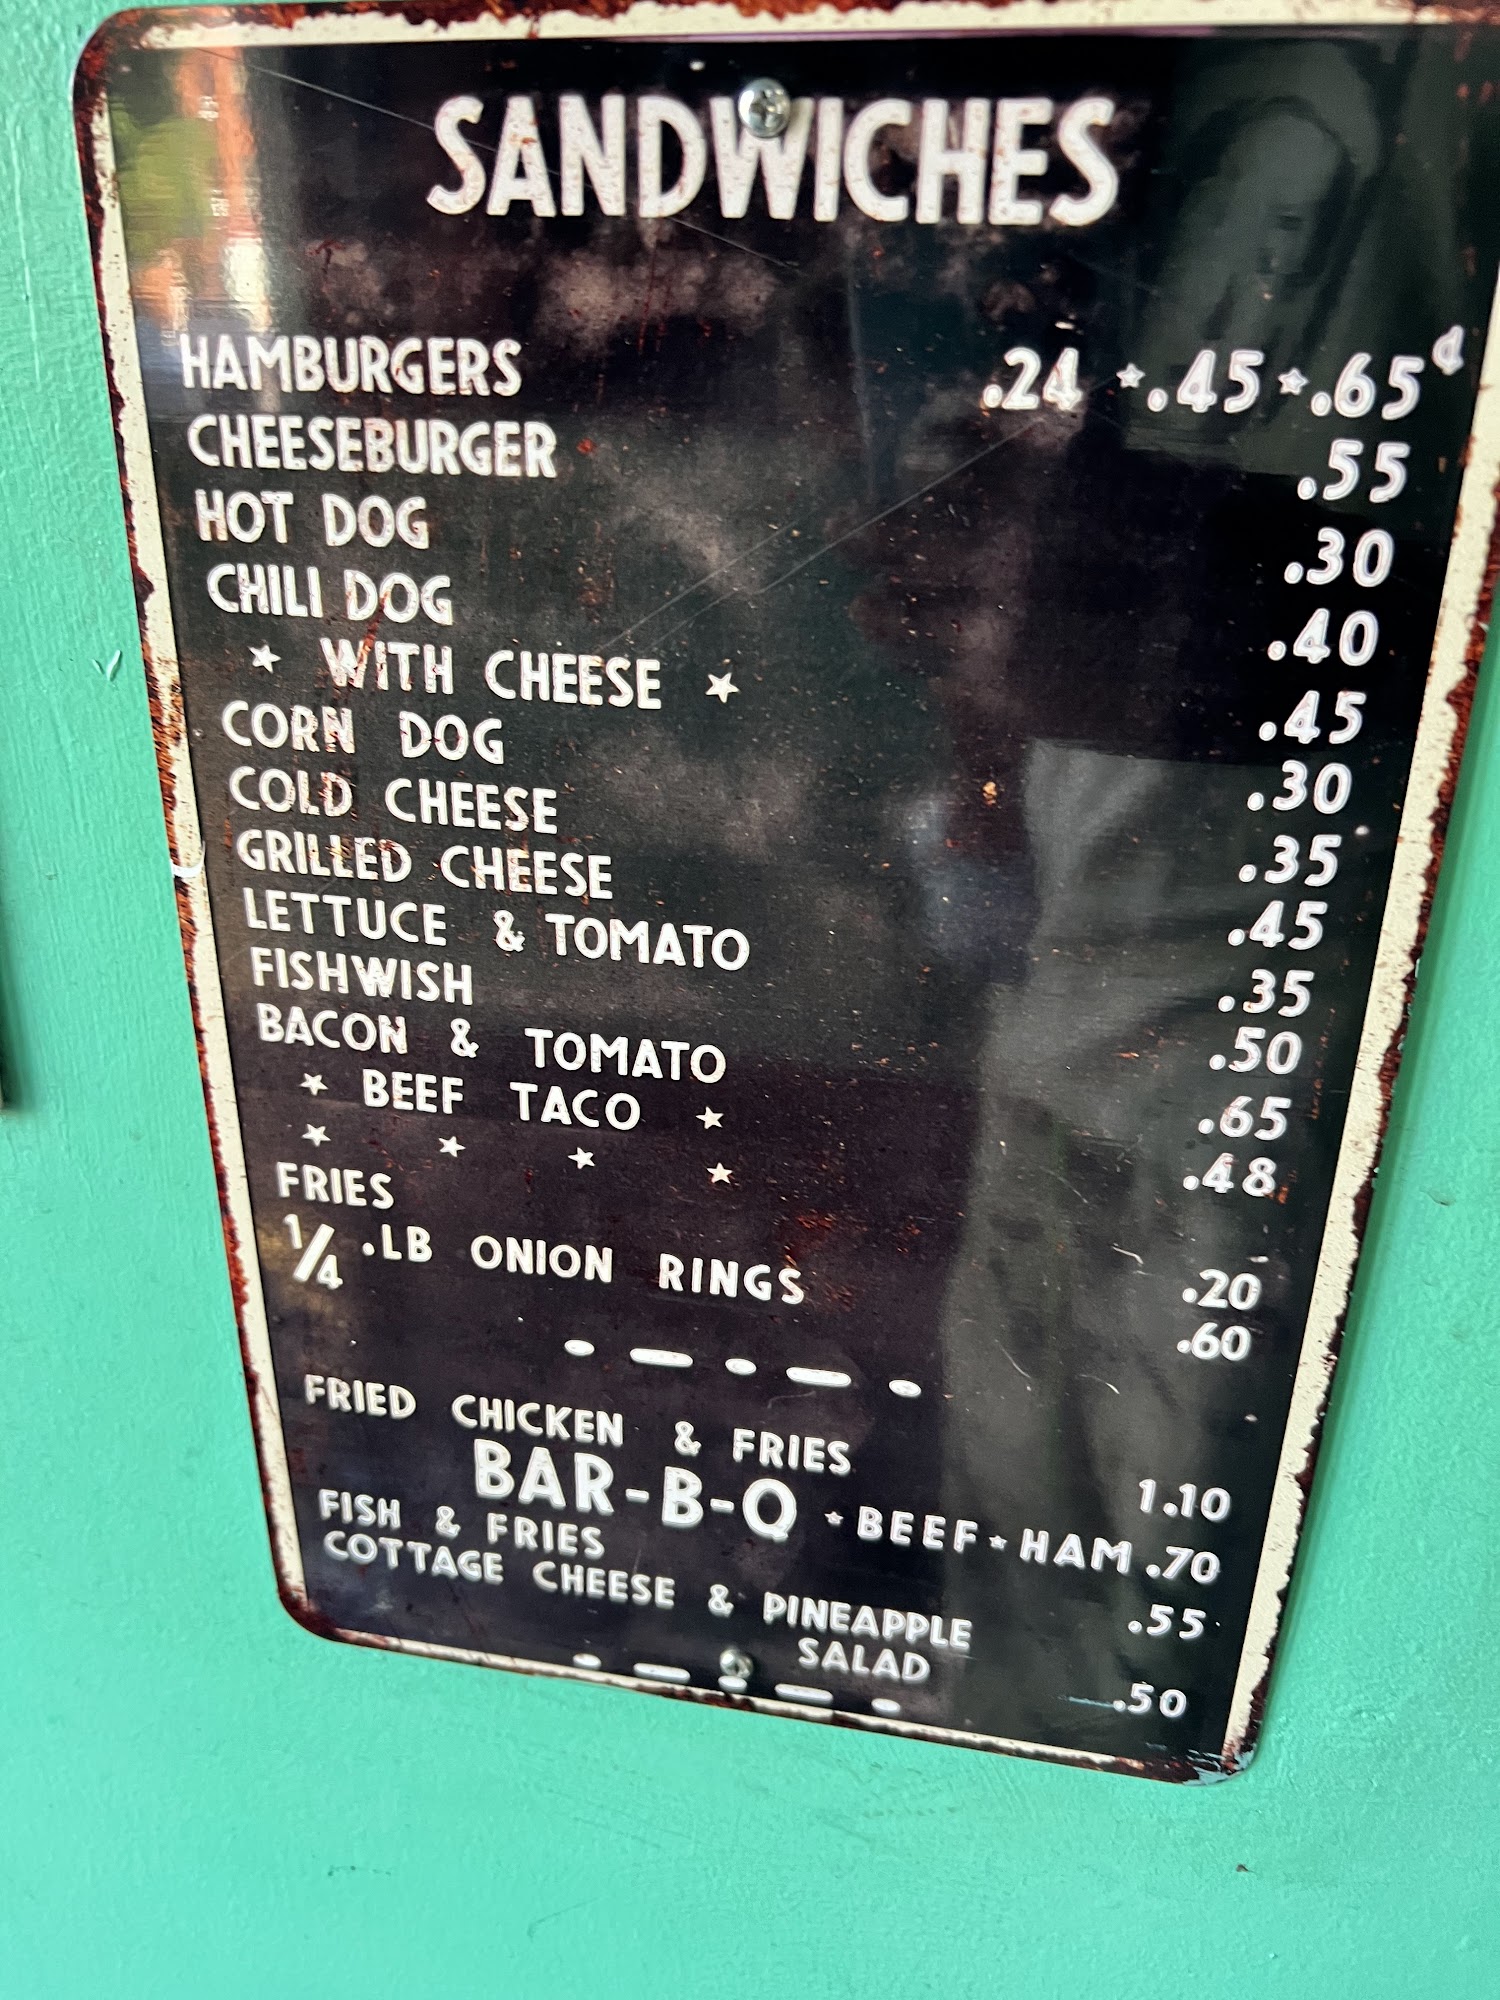 SANDWICHES
HAMBURGERS .24 ★ .45 ★ .65¢
CHEESEBURGER .55
HOT DOG .30
CHILI DOG .40
★ WITH CHEESE ★ .45
CORN DOG .30
COLD CHEESE .35
GRILLED CHEESE .45
LETTUCE & TOMATO .35
FISHWISH .50
BACON & TOMATO .65
★ BEEF TACO ★ .48
★ ★ ★ ★
FRIES .20
1/4 .LB ONION RINGS .60
FRIED CHICKEN & FRIES 1.10
BAR-B-Q ★ BEEF ★ HAM .70
FISH & FRIES .55
COTTAGE CHEESE & PINEAPPLE
SALAD .50